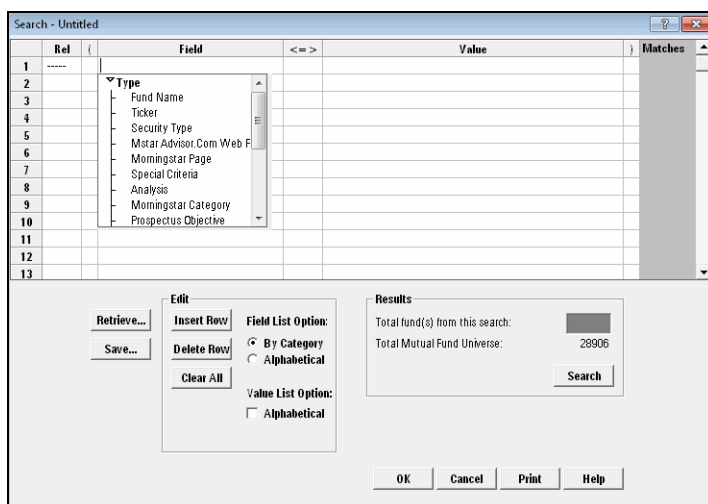 Search - Untitled
Rel ( Field <=> Value ) Matches
1 -----
2 Type
3 Fund Name
4 Ticker
5 Security Type
6 Mstar Advisor.Com Web F
7 Morningstar Page
8 Special Criteria
9 Analysis
10 Morningstar Category
Prospectus Objective
11
12
13
Edit
Retrieve...
Save...
Insert Row
Delete Row
Clear All
Field List Option:
By Category
Alphabetical
Value List Option:
Alphabetical
Results
Total fund(s) from this search:
Total Mutual Fund Universe: 28906
Search
OK Cancel Print Help